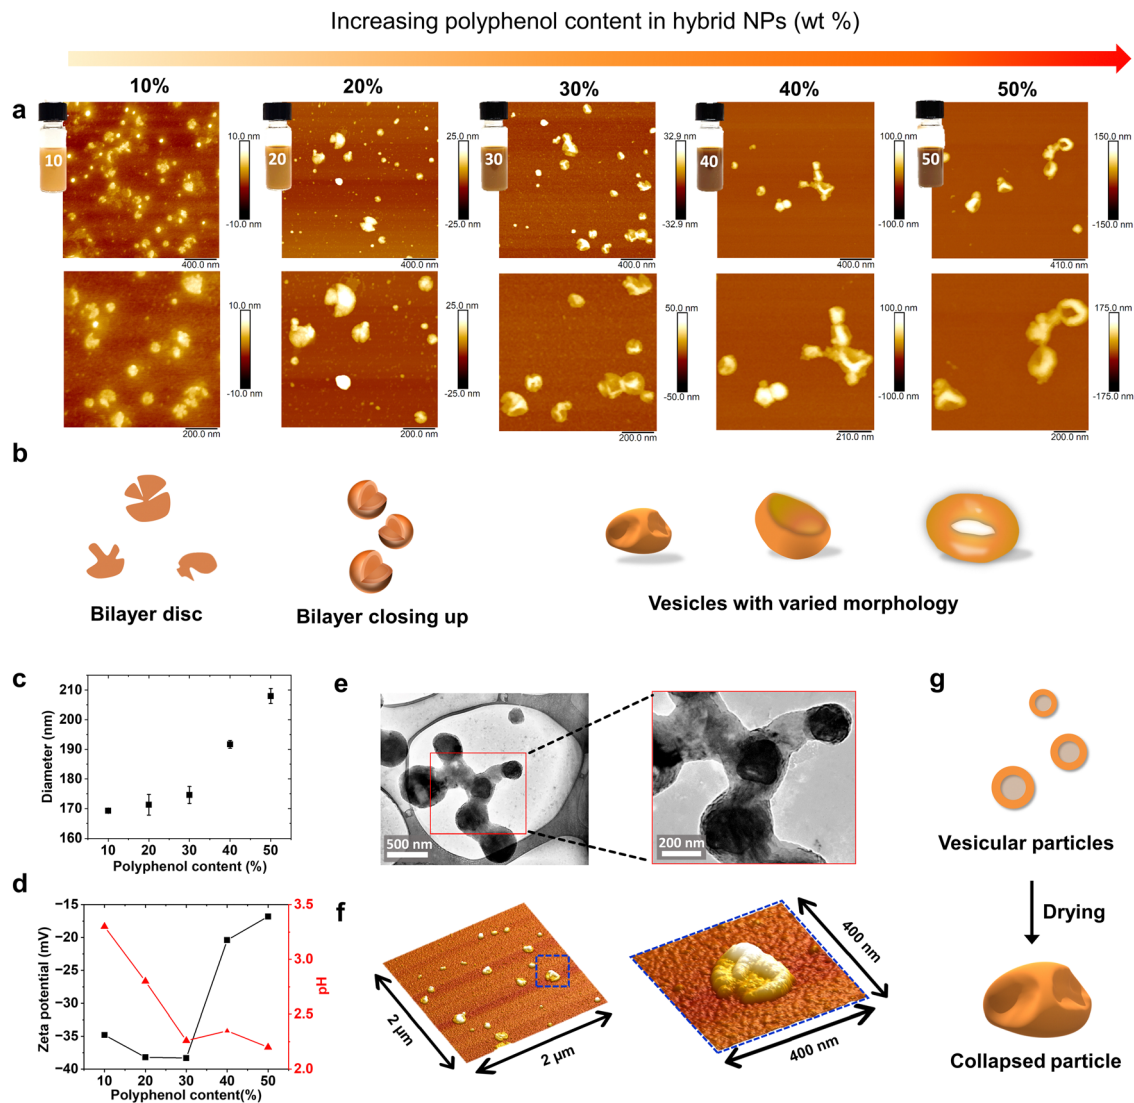 Increasing polyphenol content in hybrid NPs (wt %)
10% 20% 30% 40% 50%
a
10
10.0 nm
-10.0 nm
400.0 nm
20
25.0 nm
-25.0 nm
400.0 nm
30
32.9 nm
-32.9 nm
400.0 nm
40
100.0 nm
-100.0 nm
400.0 nm
50
150.0 nm
-150.0 nm
410.0 nm
10.0 nm
-10.0 nm
200.0 nm
25.0 nm
-25.0 nm
200.0 nm
50.0 nm
-50.0 nm
200.0 nm
100.0 nm
-100.0 nm
210.0 nm
175.0 nm
-175.0 nm
200.0 nm
b
Bilayer disc
Bilayer closing up
Vesicles with varied morphology
c
Diameter (nm)
210
200
190
180
170
160
10 20 30 40 50
Polyphenol content (%)
d
Zeta potential (mV)
−15
−20
−25
−30
−35
−40
3.5
3.0
2.5
2.0
pH
10 20 30 40 50
Polyphenol content(%)
e
500 nm
200 nm
f
2 µm
2 µm
400 nm
400 nm
g
Vesicular particles
Drying
Collapsed particle